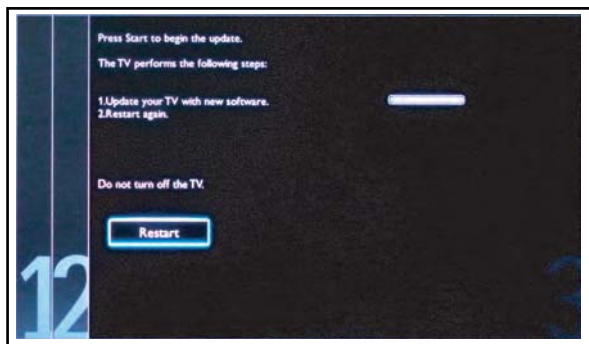 Press Start to begin the update.
The TV performs the following steps:
1.Update your TV with new software.
2.Restart again.
Do not turn off the TV.
Restart
12
3